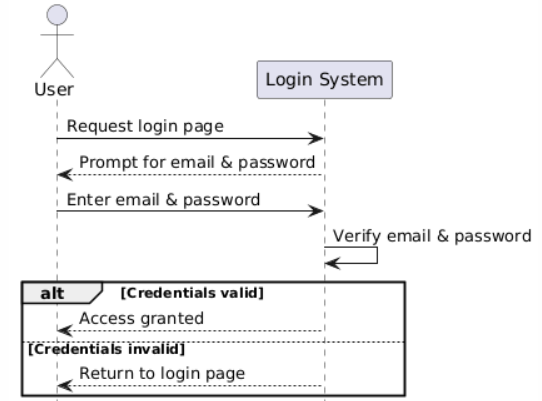 User
Login System
Request login page
Prompt for email & password
Enter email & password
Verify email & password
alt [Credentials valid]
Access granted
[Credentials invalid]
Return to login page